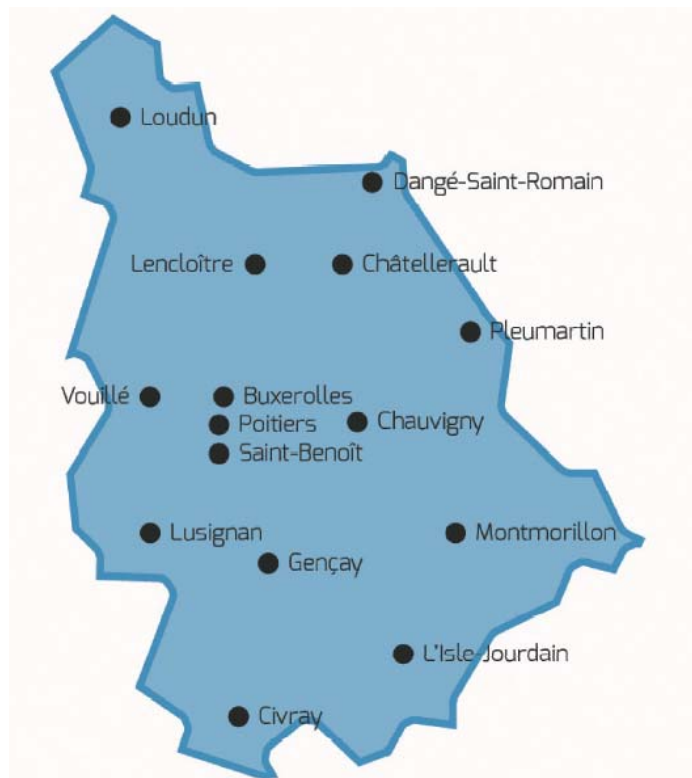 Loudun
Dangé-Saint-Romain
Lencloître
Châtellerault
Pleumartin
Vouillé
Buxerolles
Poitiers
Chauvigny
Saint-Benoît
Lusignan
Montmorillon
Gençay
L'Isle-Jourdain
Civray